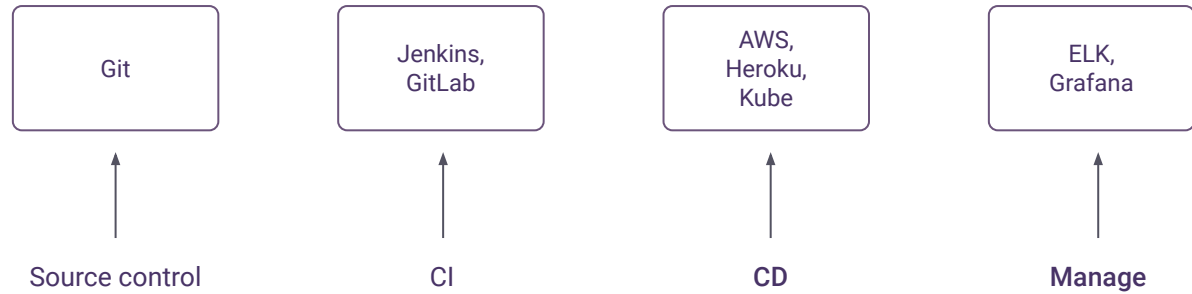 Git
Jenkins,
GitLab
AWS,
Heroku,
Kube
ELK,
Grafana
Source control
CI
CD
Manage